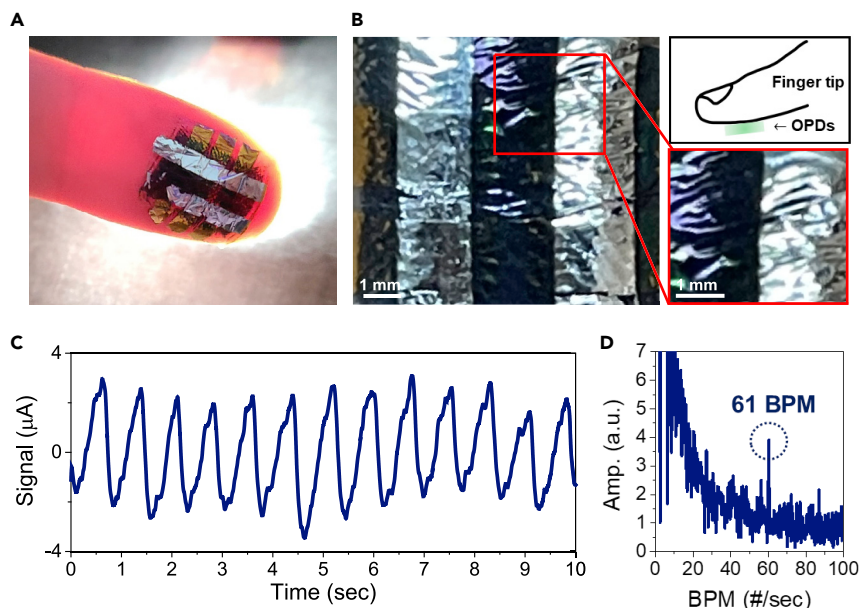 A
B
Finger tip
← OPDs
1 mm
1 mm
C
4
0
-4
Signal (µA)
0 1 2 3 4 5 6 7 8 9 10
Time (sec)
D
7
6
5
4
3
2
1
0
Amp. (a.u.)
61 BPM
0 20 40 60 80 100
BPM (#/sec)